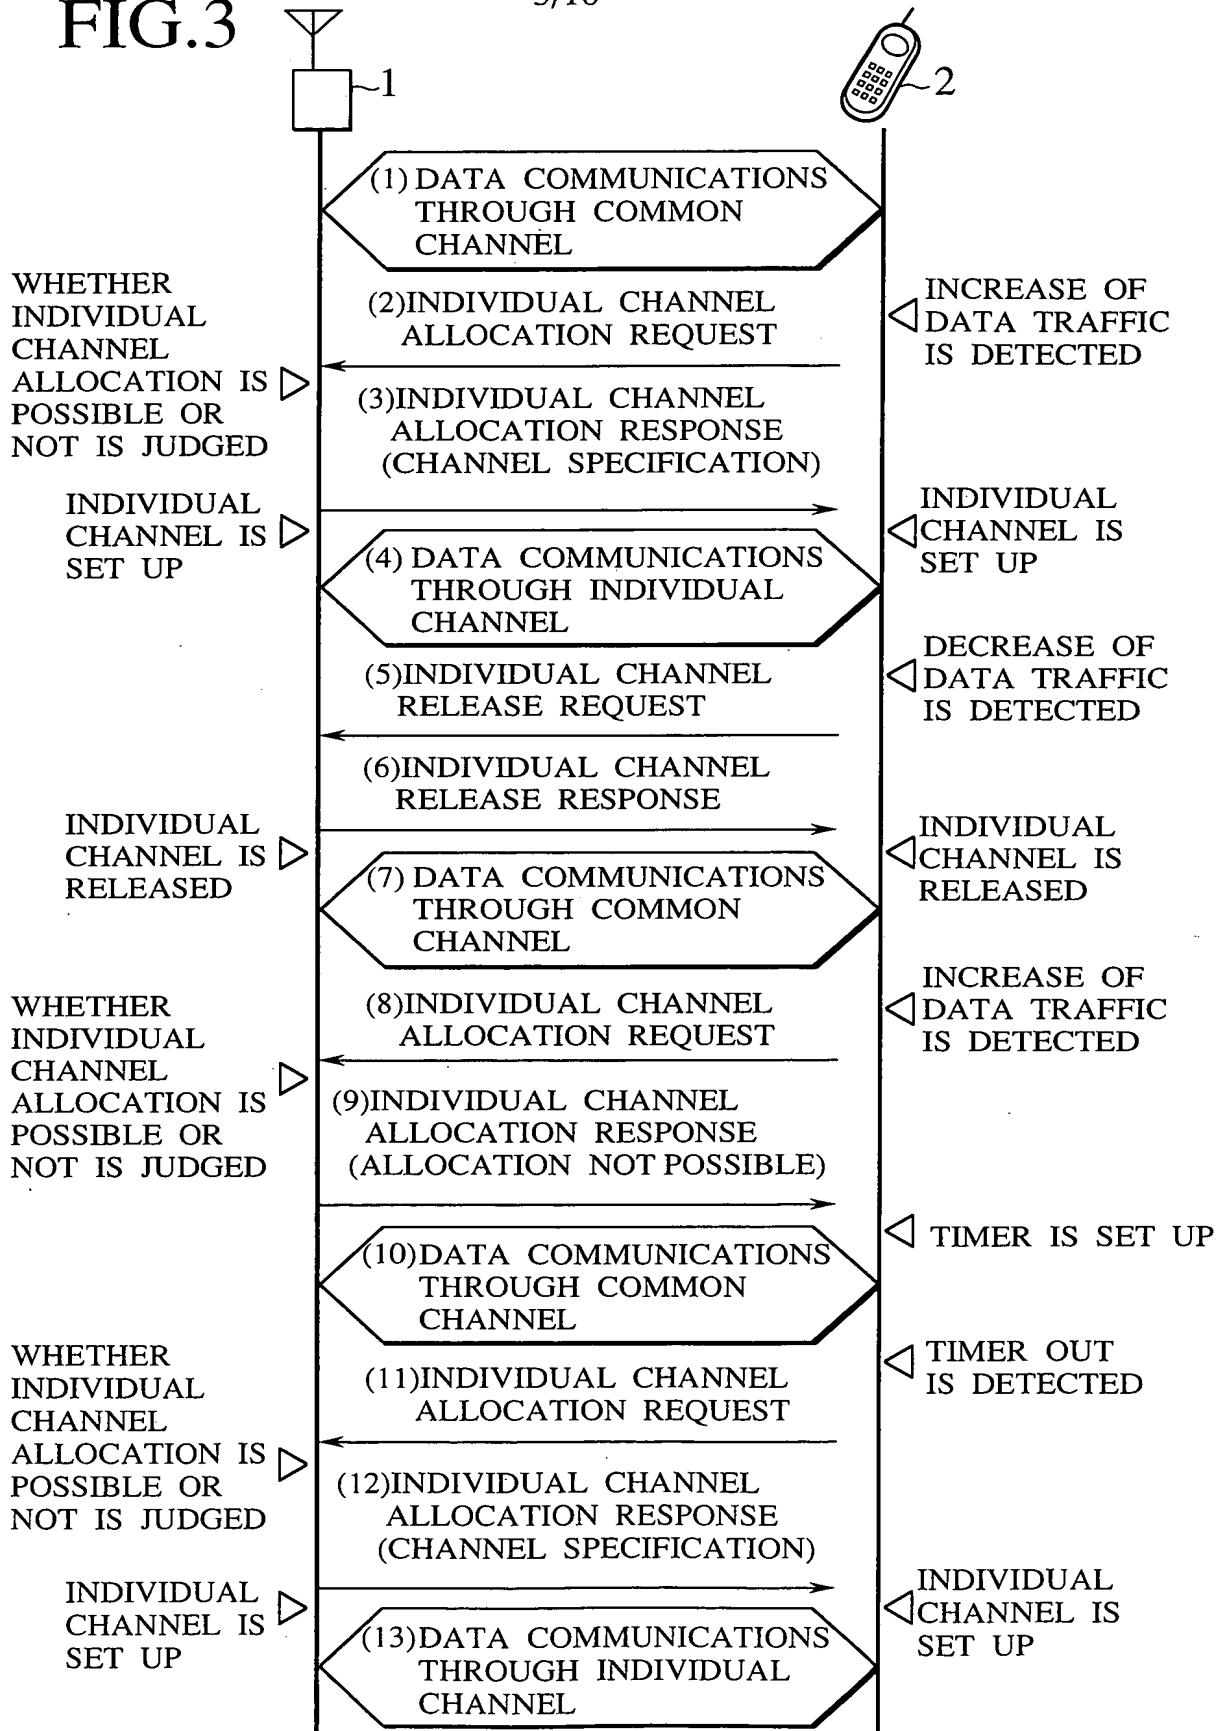 FIG.3
1
2
(1) DATA COMMUNICATIONS
THROUGH COMMON
CHANNEL
WHETHER
INDIVIDUAL
CHANNEL
ALLOCATION IS
POSSIBLE OR
NOT IS JUDGED
(2)INDIVIDUAL CHANNEL
ALLOCATION REQUEST
INCREASE OF
DATA TRAFFIC
IS DETECTED
(3)INDIVIDUAL CHANNEL
ALLOCATION RESPONSE
(CHANNEL SPECIFICATION)
INDIVIDUAL
CHANNEL IS
SET UP
INDIVIDUAL
CHANNEL IS
SET UP
(4) DATA COMMUNICATIONS
THROUGH INDIVIDUAL
CHANNEL
(5)INDIVIDUAL CHANNEL
RELEASE REQUEST
DECREASE OF
DATA TRAFFIC
IS DETECTED
(6)INDIVIDUAL CHANNEL
RELEASE RESPONSE
INDIVIDUAL
CHANNEL IS
RELEASED
INDIVIDUAL
CHANNEL IS
RELEASED
(7) DATA COMMUNICATIONS
THROUGH COMMON
CHANNEL
WHETHER
INDIVIDUAL
CHANNEL
ALLOCATION IS
POSSIBLE OR
NOT IS JUDGED
(8)INDIVIDUAL CHANNEL
ALLOCATION REQUEST
INCREASE OF
DATA TRAFFIC
IS DETECTED
(9)INDIVIDUAL CHANNEL
ALLOCATION RESPONSE
(ALLOCATION NOT POSSIBLE)
TIMER IS SET UP
(10)DATA COMMUNICATIONS
THROUGH COMMON
CHANNEL
WHETHER
INDIVIDUAL
CHANNEL
ALLOCATION IS
POSSIBLE OR
NOT IS JUDGED
(11)INDIVIDUAL CHANNEL
ALLOCATION REQUEST
TIMER OUT
IS DETECTED
(12)INDIVIDUAL CHANNEL
ALLOCATION RESPONSE
(CHANNEL SPECIFICATION)
INDIVIDUAL
CHANNEL IS
SET UP
INDIVIDUAL
CHANNEL IS
SET UP
(13)DATA COMMUNICATIONS
THROUGH INDIVIDUAL
CHANNEL